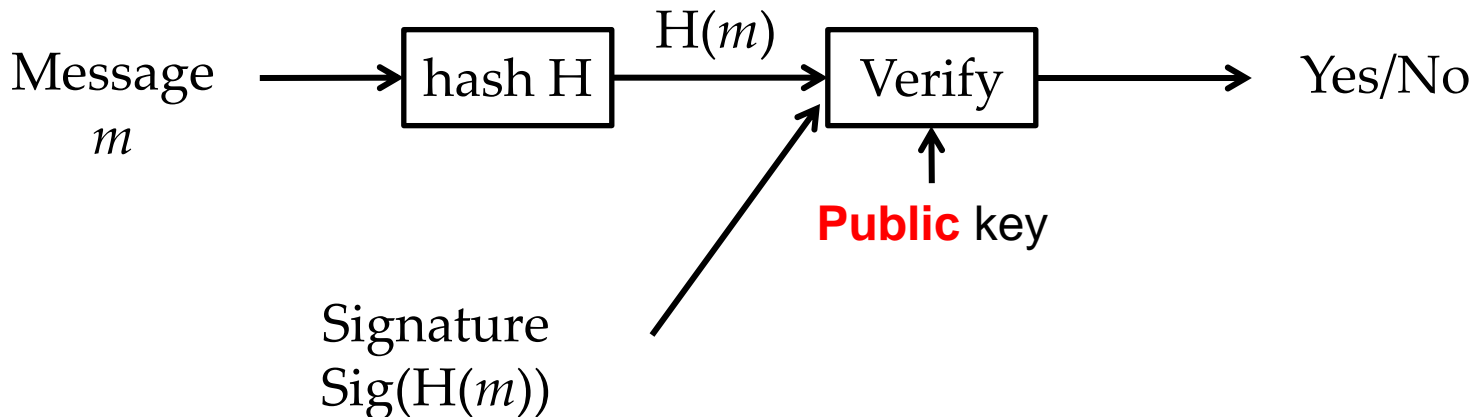 Message
m
hash H
H(m)
Verify
Yes/No
Public key
Signature
Sig(H(m))